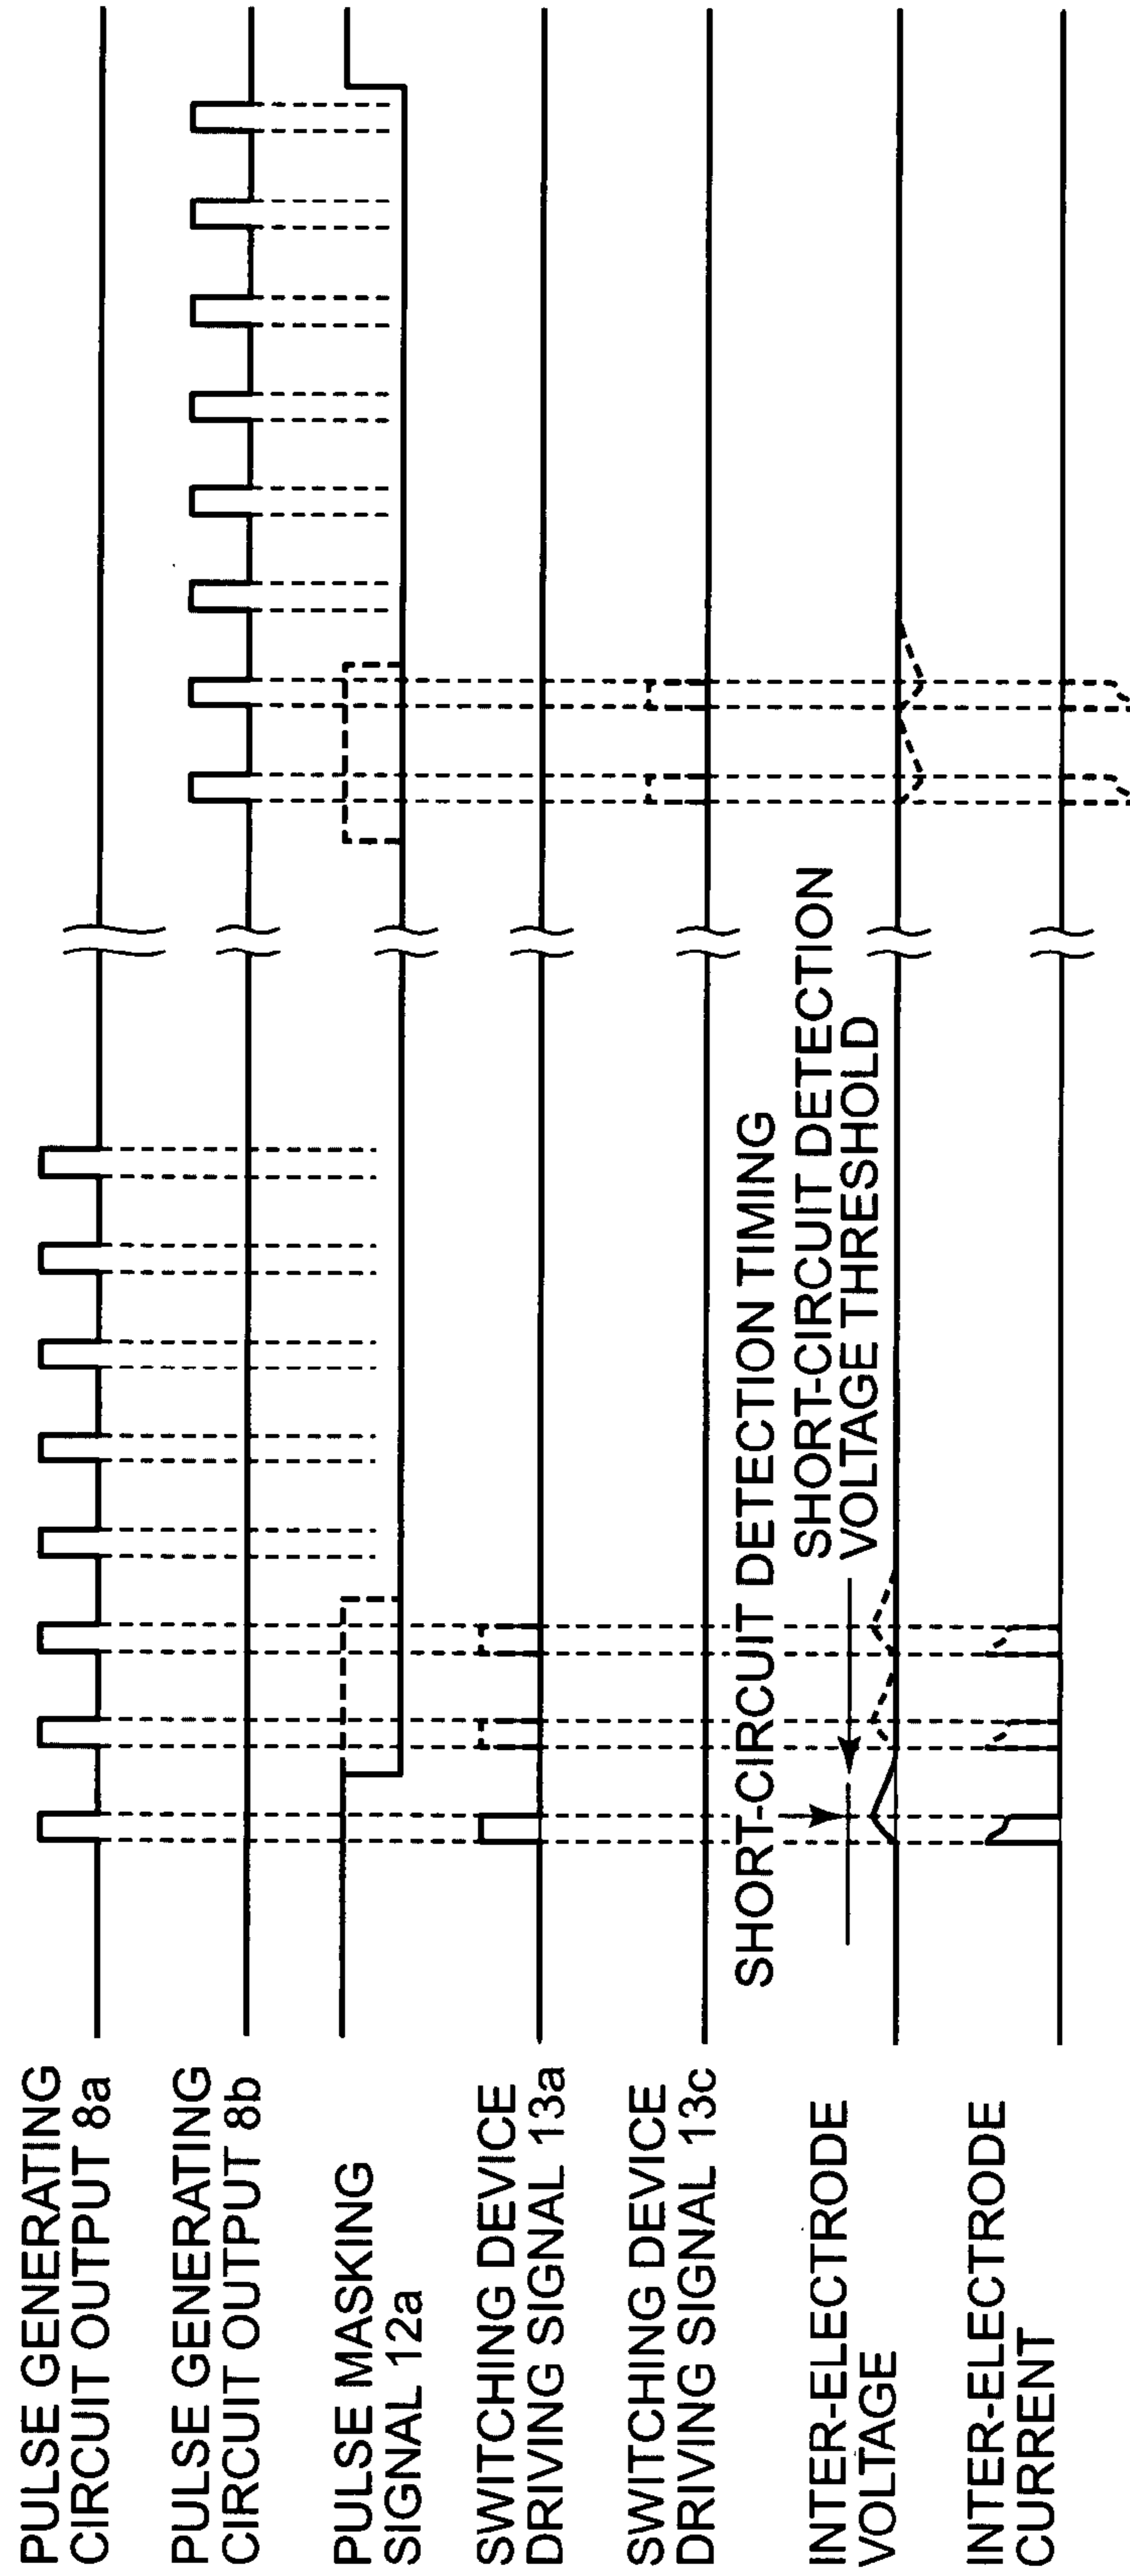 PULSE GENERATING
CIRCUIT OUTPUT 8a
PULSE GENERATING
CIRCUIT OUTPUT 8b
PULSE MASKING
SIGNAL 12a
SWITCHING DEVICE
DRIVING SIGNAL 13a
SWITCHING DEVICE
DRIVING SIGNAL 13c
SHORT-CIRCUIT DETECTION TIMING
SHORT-CIRCUIT DETECTION
VOLTAGE THRESHOLD
INTER-ELECTRODE
VOLTAGE
INTER-ELECTRODE
CURRENT